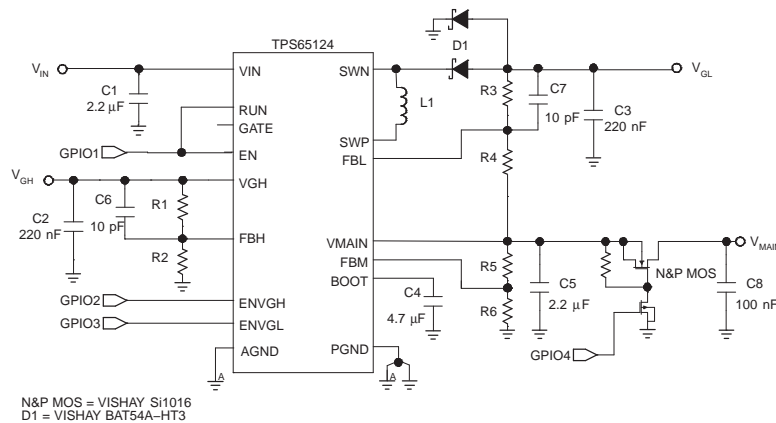 TPS65124
D1
VIN
VIN
SWN
VGL
C1
2.2 µF
R3
C7
10 pF
C3
220 nF
L1
RUN
GATE
SWP
GPIO1
EN
FBL
R4
VGH
VGH
C6
10 pF
R1
C2
220 nF
FBH
R2
VMAIN
VMAIN
FBM
R5
C5
2.2 µF
N&P MOS
C8
100 nF
BOOT
C4
4.7 µF
R6
GPIO2
ENVGH
GPIO3
ENVGL
GPIO4
AGND
PGND
A
A
N&P MOS = VISHAY Si1016
D1 = VISHAY BAT54A–HT3